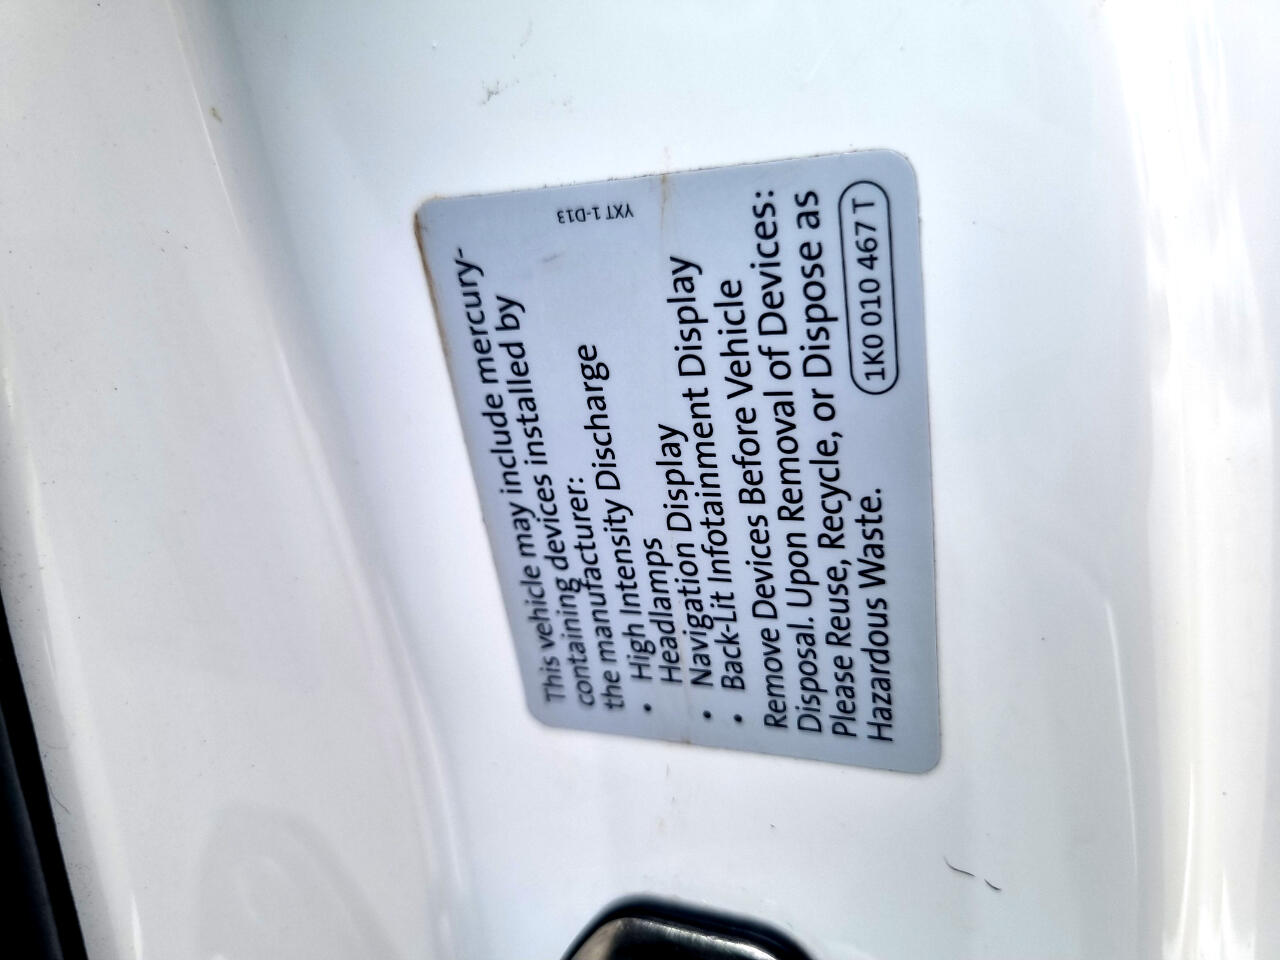 This vehicle may include mercury-
containing devices installed by
the manufacturer:
• High Intensity Discharge
Headlamps
• Navigation Display
• Back-Lit Infotainment Display
Remove Devices Before Vehicle
Disposal. Upon Removal of Devices:
Please Reuse, Recycle, or Dispose as
Hazardous Waste.
1K0 010 467 T
YXT 1-D13